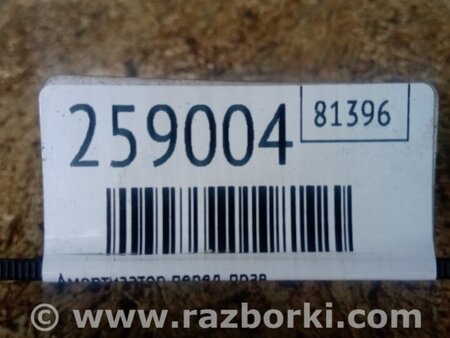 259004
81396
Амортизатор перед. прав.
© www.razborki.com